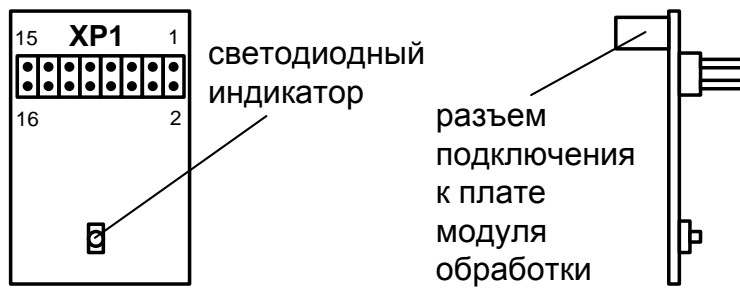 15 XP1 1
16 2
светодиодный
индикатор
разъем
подключения
к плате
модуля
обработки